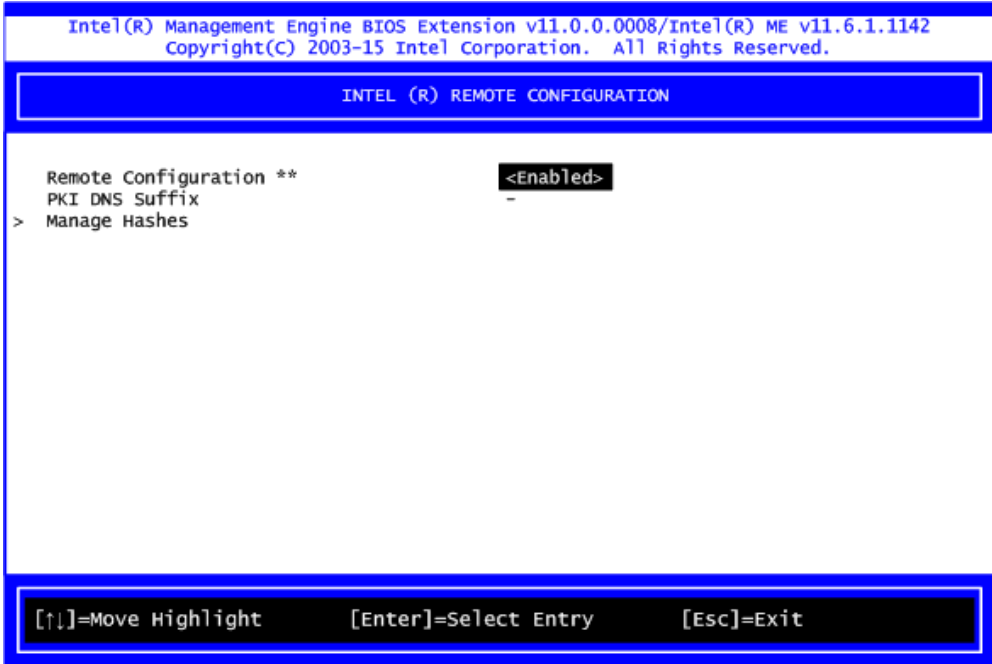 Intel(R) Management Engine BIOS Extension v11.0.0.0008/Intel(R) ME v11.6.1.1142
Copyright(C) 2003-15 Intel Corporation. All Rights Reserved.
INTEL (R) REMOTE CONFIGURATION
Remote Configuration ** <Enabled>
PKI DNS Suffix -
> Manage Hashes
[↑↓]=Move Highlight [Enter]=Select Entry [Esc]=Exit